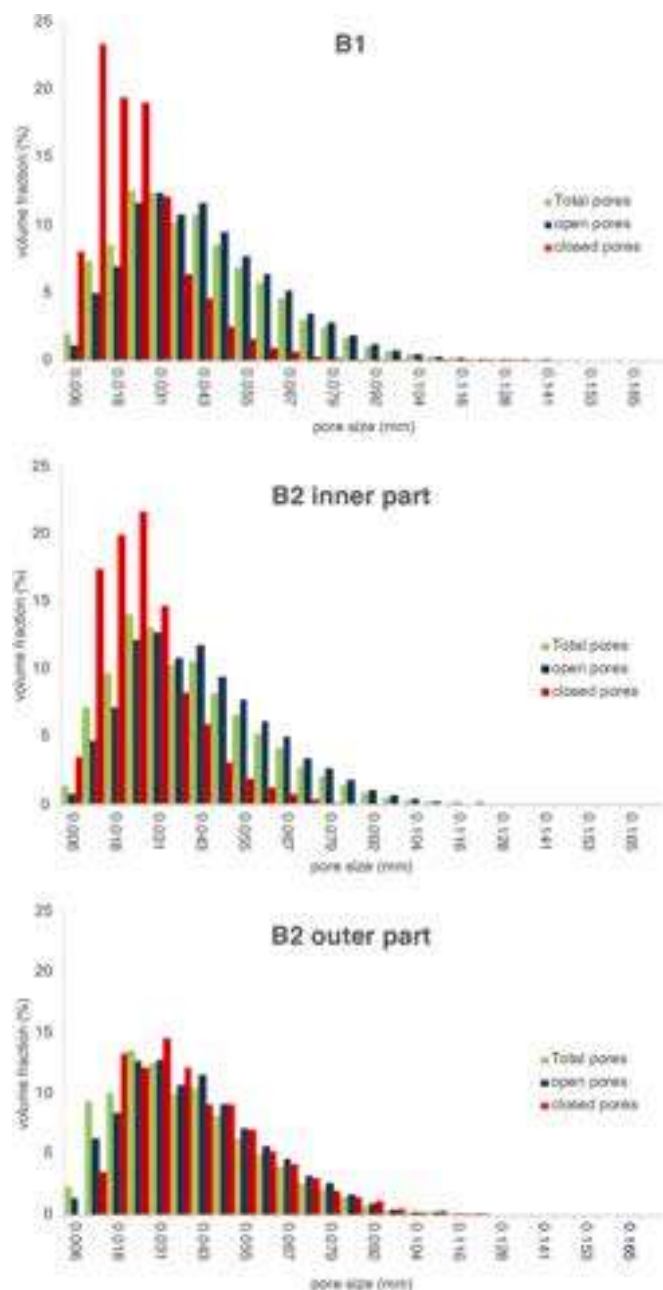 B1
25
20
15
10
5
0
volume fraction (%)
Total pores
open pores
closed pores
0.006 0.018 0.031 0.043 0.055 0.067 0.079 0.092 0.104 0.116 0.128 0.141 0.153 0.165
pore size (mm)
B2 inner part
25
20
15
10
5
0
volume fraction (%)
Total pores
open pores
closed pores
0.006 0.018 0.031 0.043 0.055 0.067 0.079 0.092 0.104 0.116 0.128 0.141 0.153 0.165
pore size (mm)
B2 outer part
25
20
15
10
5
0
volume fraction (%)
Total pores
open pores
closed pores
0.006 0.018 0.031 0.043 0.055 0.067 0.079 0.092 0.104 0.116 0.128 0.141 0.153 0.165
pore size (mm)